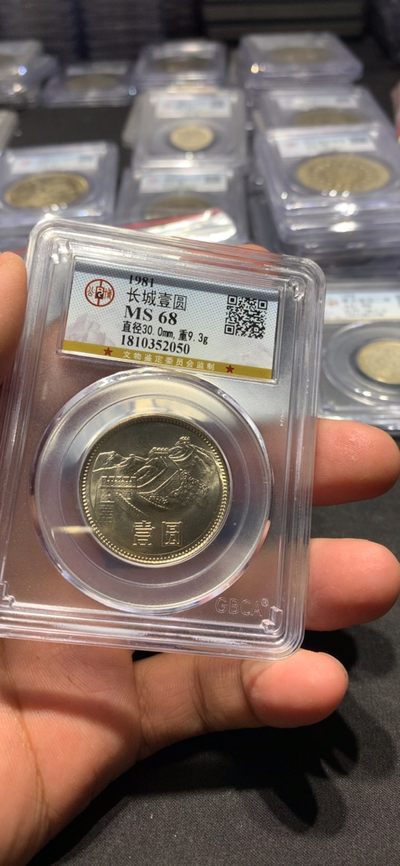 1981
长城壹圆
MS 68
直径30.0mm,重9.3g
1810352050
★ 文物鉴定委员会监制 ★
壹圆
GBCA®